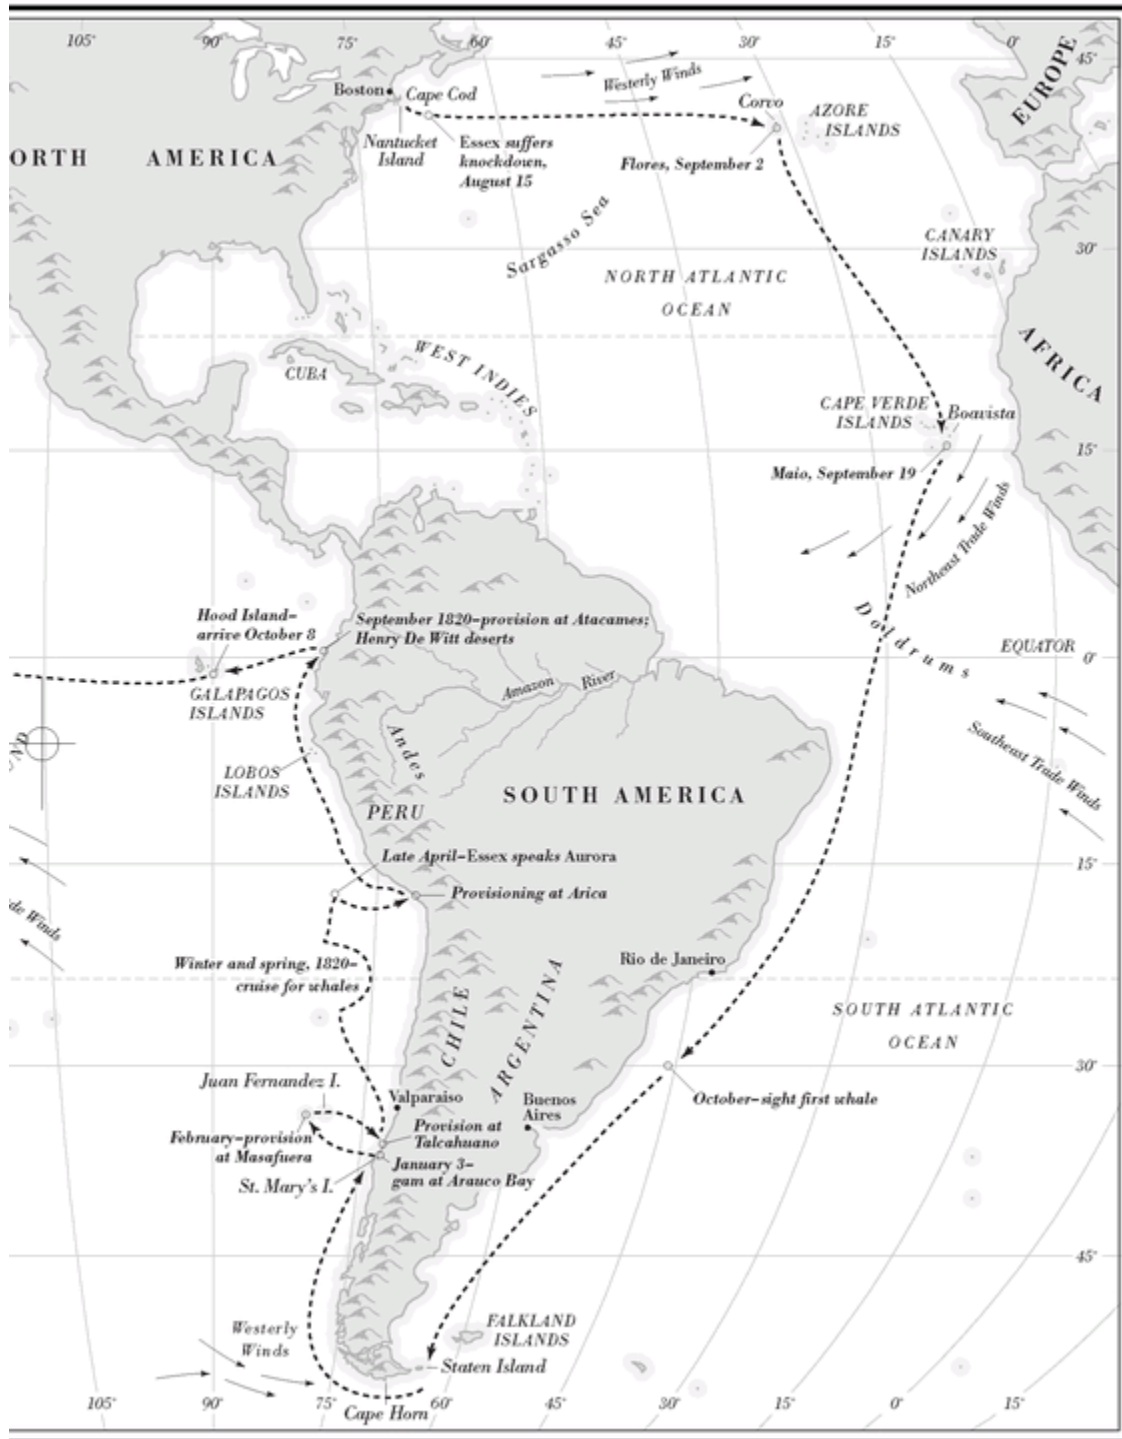 105°
90°
75°
60°
45°
30°
15°
0°
45°
EUROPE
Westerly Winds
Boston
Cape Cod
Corvo
AZORE
ISLANDS
Nantucket
Island
Essex suffers
knockdown,
August 15
Flores, September 2
ORTH AMERICA
Sargasso Sea
CANARY
ISLANDS
30°
NORTH ATLANTIC
OCEAN
AFRICA
WEST INDIES
CUBA
CAPE VERDE
ISLANDS
Boavista
15°
Maio, September 19
Northeast Trade Winds
Hood Island–
arrive October 8
September 1820–provision at Atacames;
Henry De Witt deserts
Doldrums
EQUATOR
0°
GALAPAGOS
ISLANDS
Amazon River
Andes
Southeast Trade Winds
LOBOS
ISLANDS
SOUTH AMERICA
PERU
Late April–Essex speaks Aurora
15°
Provisioning at Arica
de Winds
Winter and spring, 1820–
cruise for whales
Rio de Janeiro
CHILE
ARGENTINA
SOUTH ATLANTIC
OCEAN
30°
Juan Fernandez I.
Valparaiso
Buenos
Aires
October–sight first whale
February–provision
at Masafuera
Provision at
Talcahuano
January 3–
gam at Arauco Bay
St. Mary's I.
45°
Westerly
Winds
FALKLAND
ISLANDS
Staten Island
Cape Horn
105°
90°
75°
60°
45°
30°
15°
0°
15°